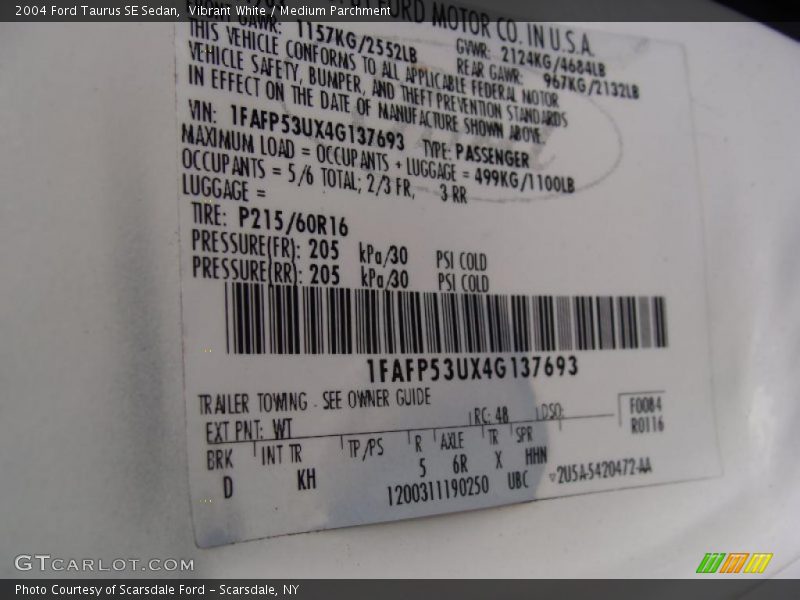 2004 Ford Taurus SE Sedan, Vibrant White / Medium Parchment
FORD MOTOR CO. IN U.S.A.
FRONT GAWR: 1157KG/2552LB GVWR: 2124KG/4684LB
REAR GAWR: 967KG/2132LB
THIS VEHICLE CONFORMS TO ALL APPLICABLE FEDERAL MOTOR
VEHICLE SAFETY, BUMPER, AND THEFT PREVENTION STANDARDS
IN EFFECT ON THE DATE OF MANUFACTURE SHOWN ABOVE.
VIN: 1FAFP53UX4G137693 TYPE: PASSENGER
MAXIMUM LOAD = OCCUPANTS + LUGGAGE = 499KG/1100LB
OCCUPANTS = 5/6 TOTAL; 2/3 FR, 3 RR
LUGGAGE =
TIRE: P215/60R16
PRESSURE(FR): 205 kPa/30 PSI COLD
PRESSURE(RR): 205 kPa/30 PSI COLD
1FAFP53UX4G137693
TRAILER TOWING - SEE OWNER GUIDE
EXT PNT: WT RC: 48 DSO: F0084
R0116
BRK INT TR TP/PS R AXLE TR SPR
D KH 5 6R X HHN
1200311190250 UBC 2U5A-5420472-AA
GTCARLOT.COM
Photo Courtesy of Scarsdale Ford – Scarsdale, NY